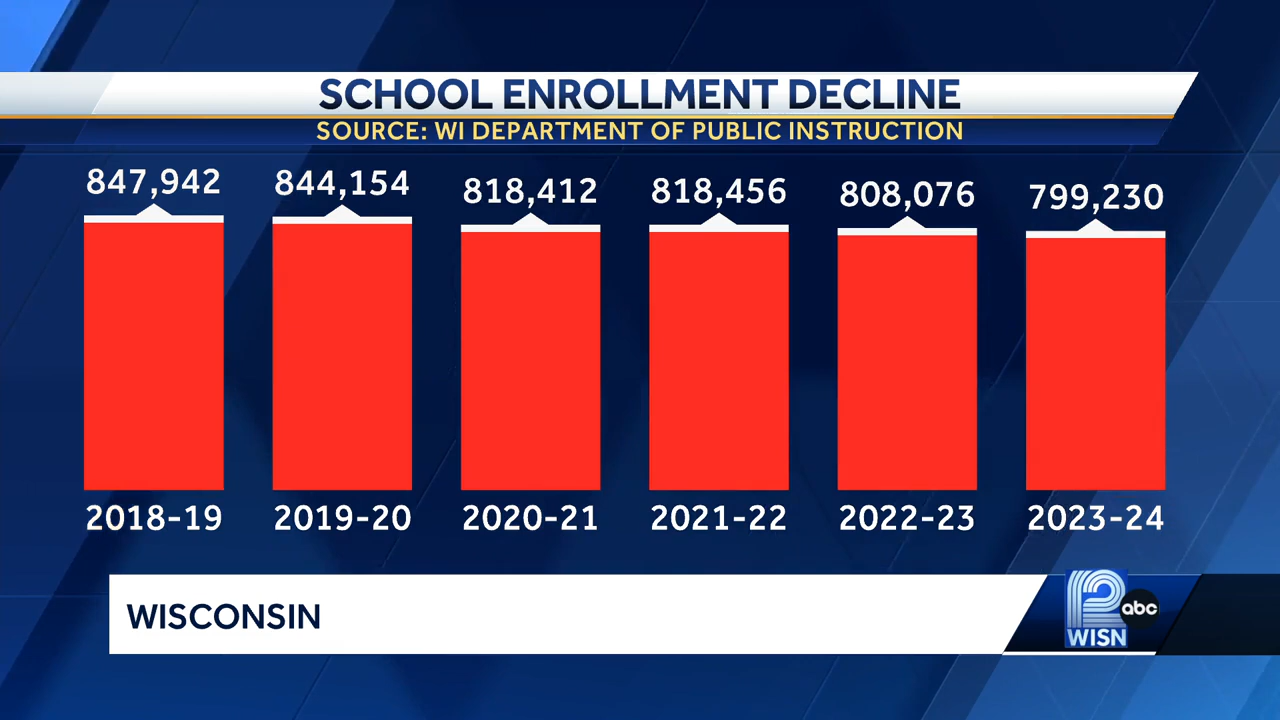 SCHOOL ENROLLMENT DECLINE
SOURCE: WI DEPARTMENT OF PUBLIC INSTRUCTION
847,942 844,154 818,412 818,456 808,076 799,230
2018-19 2019-20 2020-21 2021-22 2022-23 2023-24
WISCONSIN
12
abc
WISN